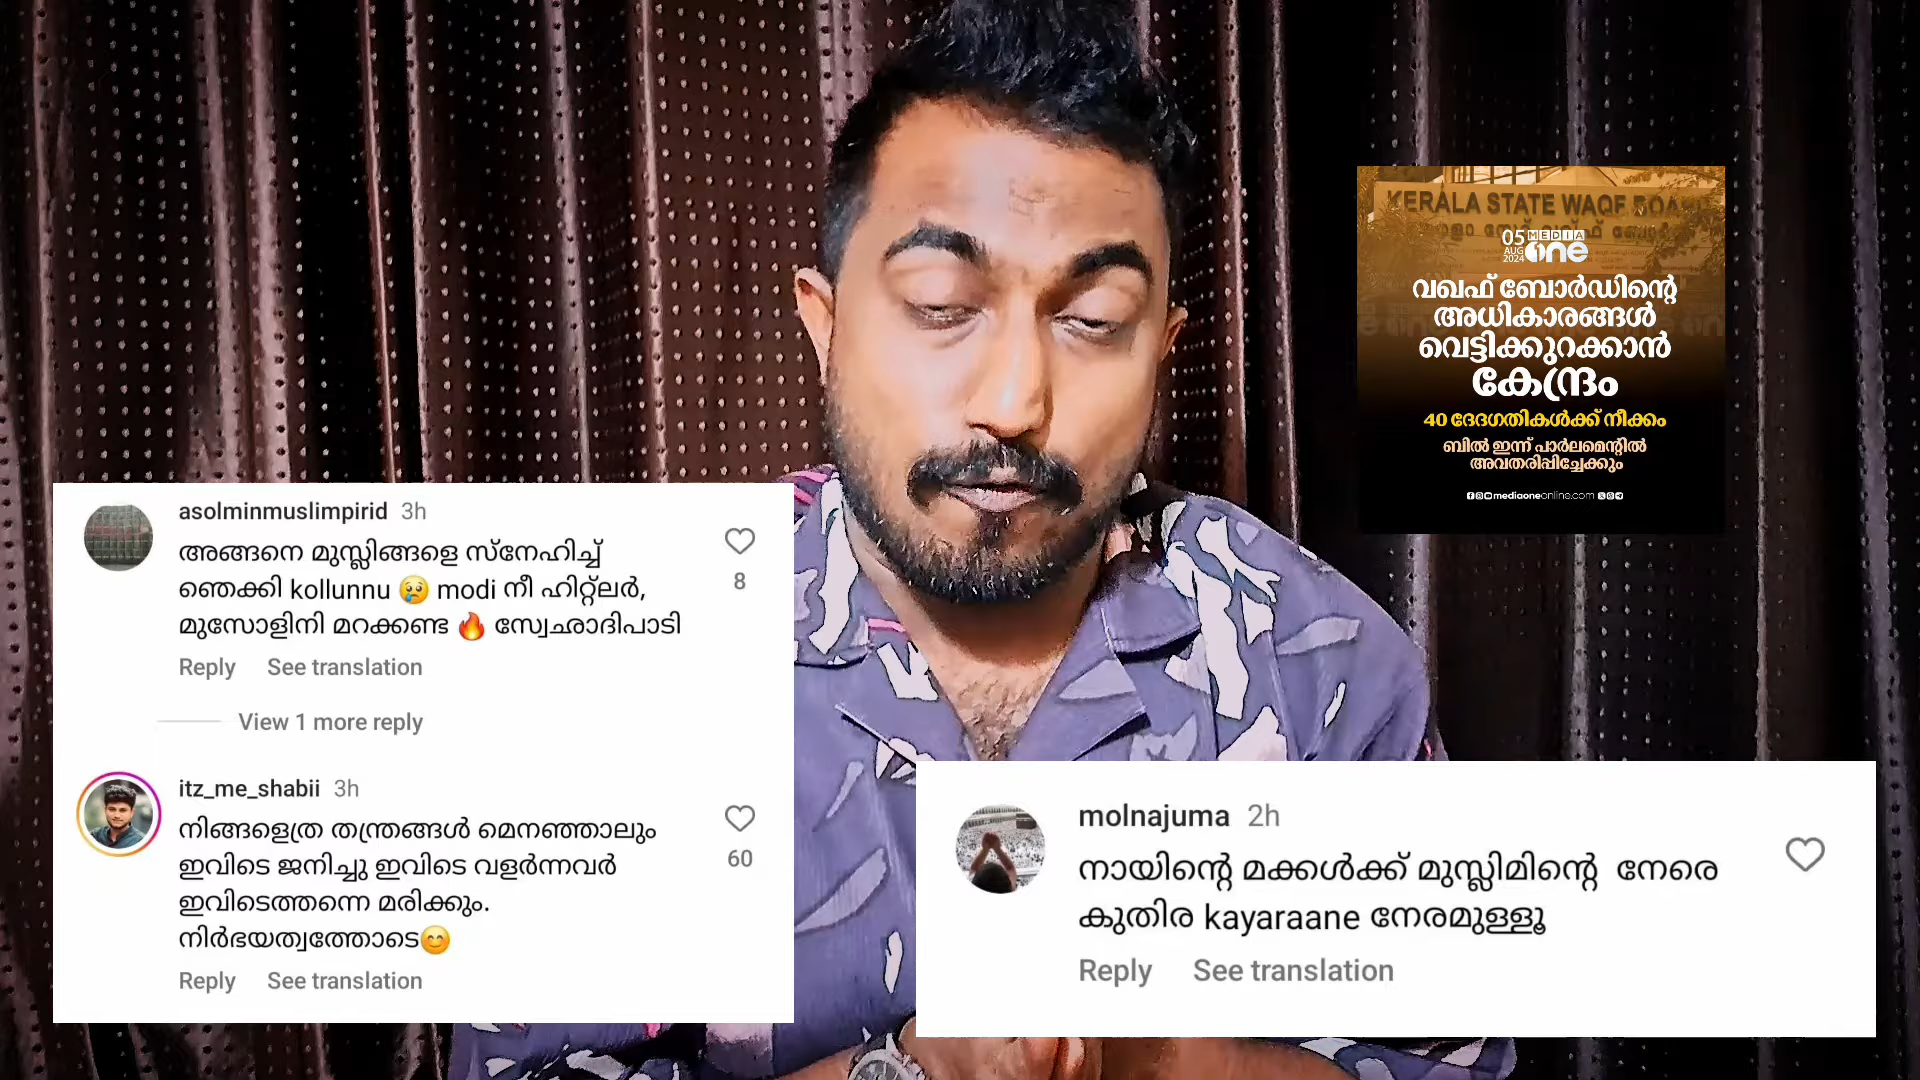 asolminmuslimpirid 3h
അങ്ങനെ മുസ്ലിങ്ങളെ സ്നേഹിച്ച്
ഞെക്കി kollunnu 😢 modi നീ ഹിറ്റ്ലർ,
മുസോളിനി മറക്കണ്ട 🔥 സ്വേഛാദിപാടി
8
Reply See translation
View 1 more reply
itz_me_shabii 3h
നിങ്ങളെത്ര തന്ത്രങ്ങൾ മെനഞ്ഞാലും
ഇവിടെ ജനിച്ചു ഇവിടെ വളർന്നവർ
ഇവിടെത്തന്നെ മരിക്കും.
നിർഭയത്വത്തോടെ😊
60
Reply See translation
KERALA STATE WAQF
05 AUG 2024 MEDIA one
വഖഫ് ബോർഡിന്റെ
അധികാരങ്ങൾ
വെട്ടിക്കുറക്കാൻ
കേന്ദ്രം
40 ഭേദഗതികൾക്ക് നീക്കം
ബിൽ ഇന്ന് പാർലമെന്റിൽ
അവതരിപ്പിച്ചേക്കും
mediaoneonline.com
molnajuma 2h
നായിന്റെ മക്കൾക്ക് മുസ്ലിമിന്റെ നേരെ
കുതിര kayaraane നേരമുള്ളൂ
Reply See translation